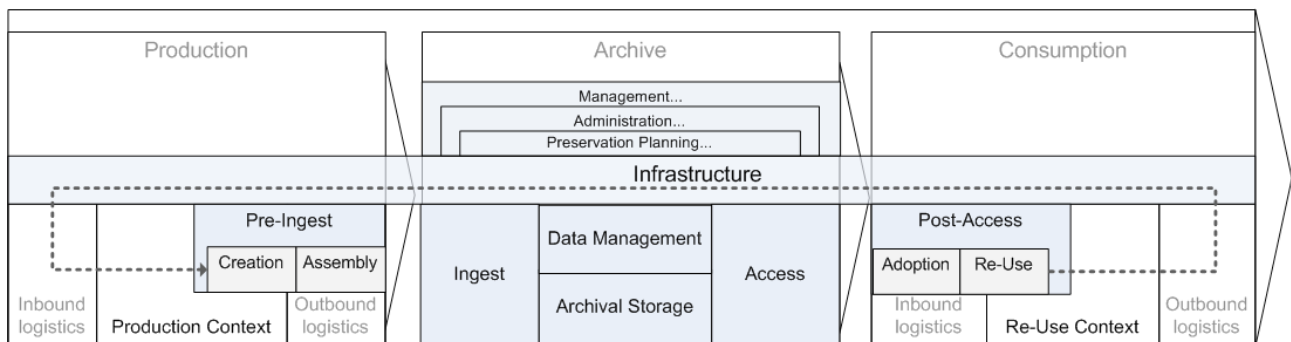 Production
Archive
Consumption
Management...
Administration...
Preservation Planning...
Infrastructure
Pre-Ingest
Creation
Assembly
Inbound
logistics
Production Context
Outbound
logistics
Ingest
Data Management
Archival Storage
Access
Post-Access
Adoption
Re-Use
Inbound
logistics
Re-Use Context
Outbound
logistics